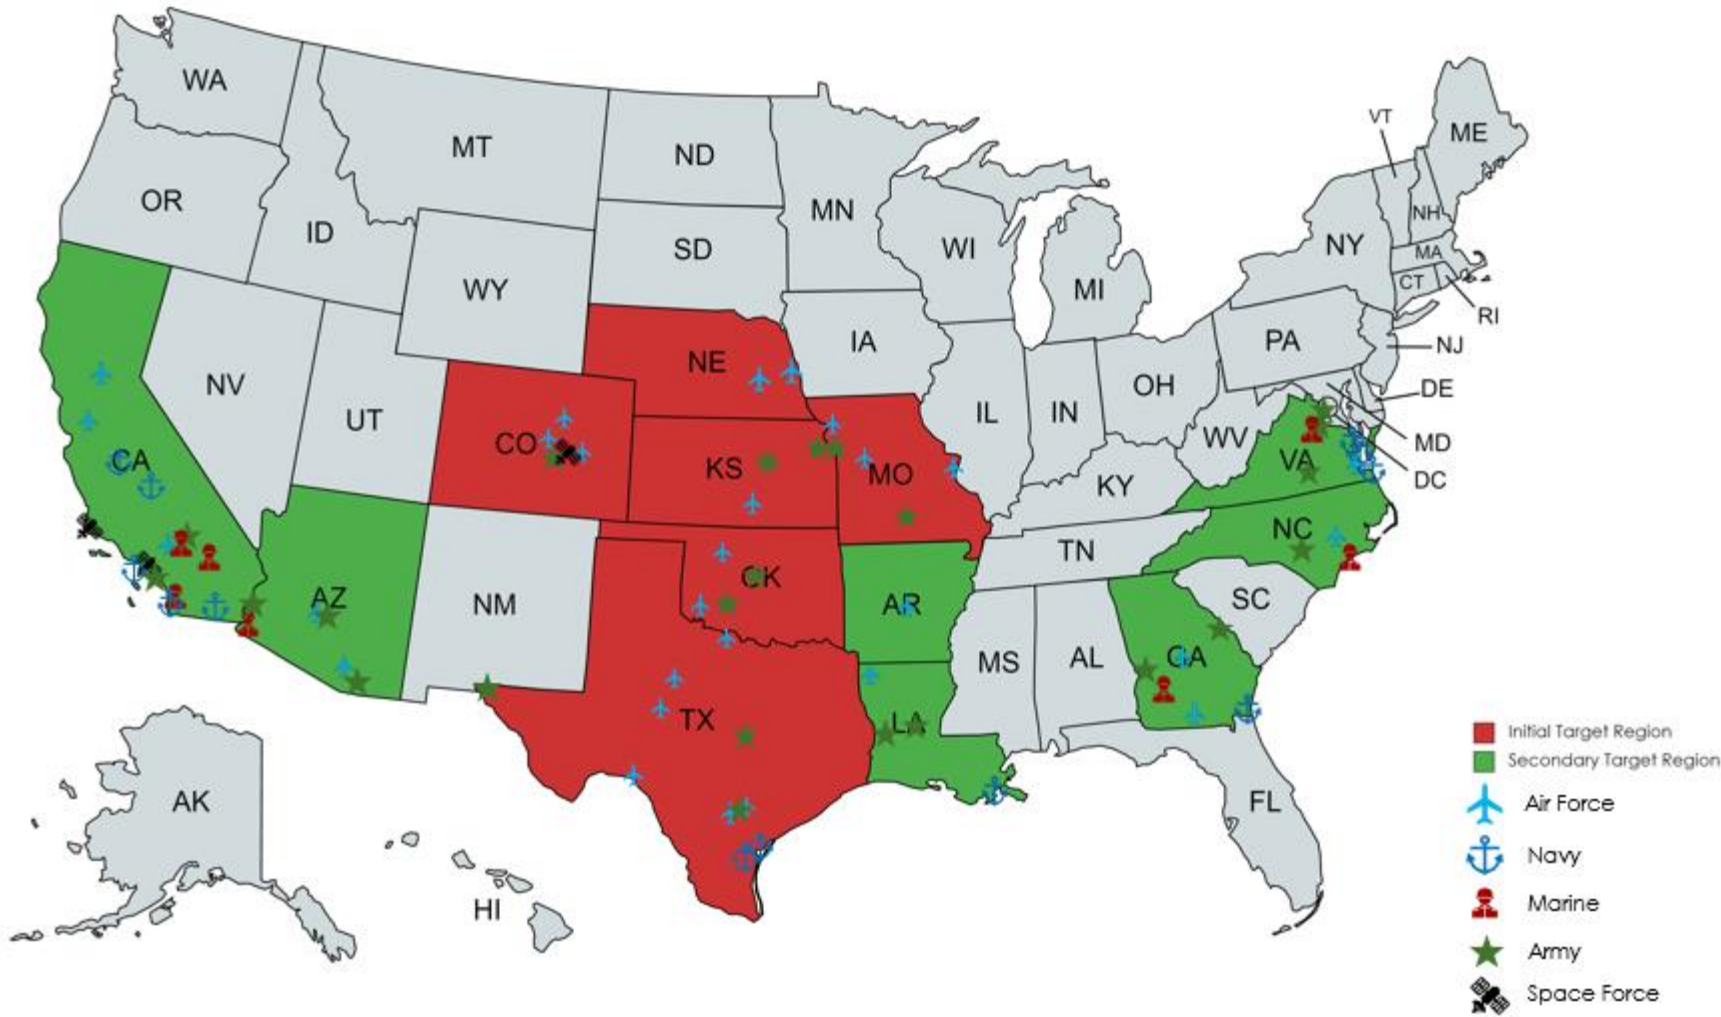 WA
MT
ND
MN
OR
ID
SD
WI
MI
NY
VT
ME
NH
MA
CT
RI
WY
NE
IA
PA
NJ
NV
UT
CO
KS
MO
IL
IN
OH
DE
WV
MD
VA
DC
KY
CA
AZ
NM
OK
AR
TN
NC
SC
TX
LA
MS
AL
GA
FL
AK
HI
Initial Target Region
Secondary Target Region
Air Force
Navy
Marine
Army
Space Force